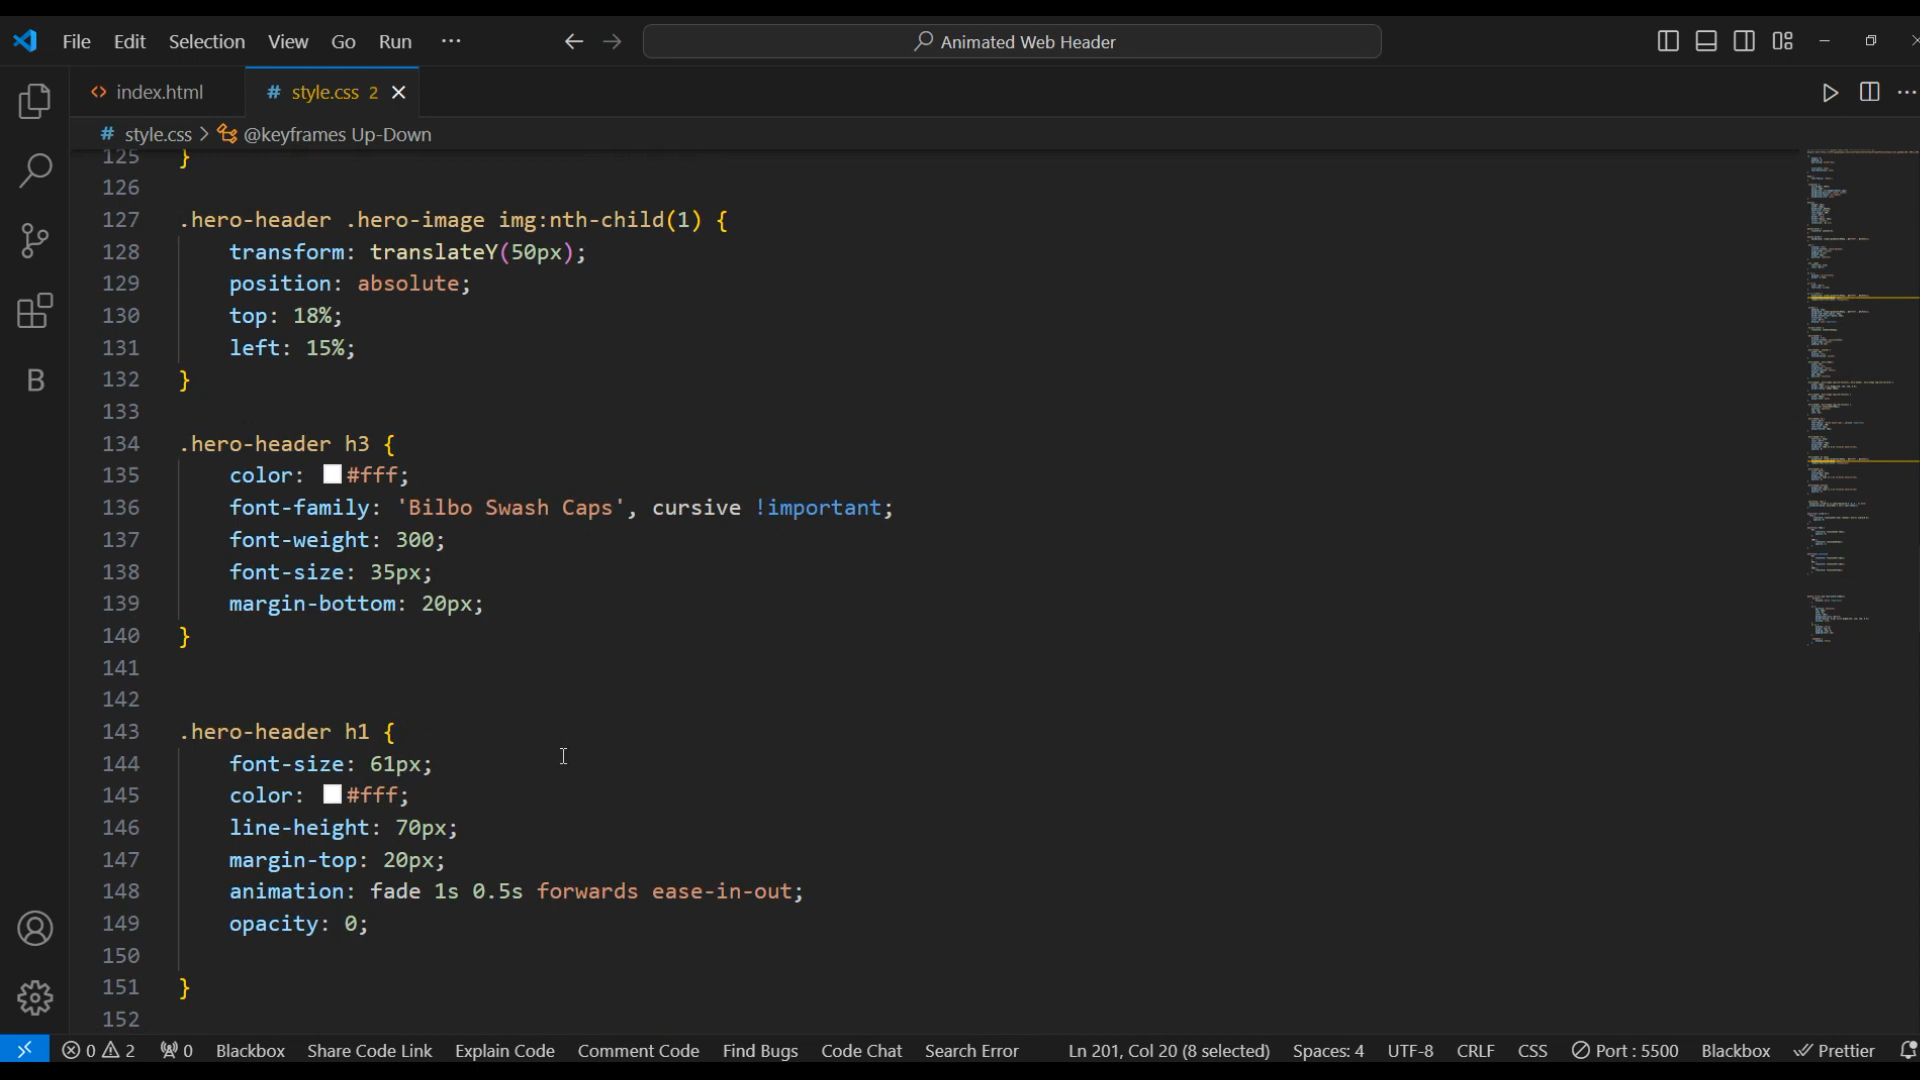 File Edit Selection View Go Run ··· Animated Web Header
index.html # style.css 2
# style.css > @keyframes Up-Down
125 }
126
127 .hero-header .hero-image img:nth-child(1) {
128 transform: translateY(50px);
129 position: absolute;
130 top: 18%;
131 left: 15%;
132 }
133
134 .hero-header h3 {
135 color: #fff;
136 font-family: 'Bilbo Swash Caps', cursive !important;
137 font-weight: 300;
138 font-size: 35px;
139 margin-bottom: 20px;
140 }
141
142
143 .hero-header h1 {
144 font-size: 61px;
145 color: #fff;
146 line-height: 70px;
147 margin-top: 20px;
148 animation: fade 1s 0.5s forwards ease-in-out;
149 opacity: 0;
150
151 }
152
0 2 0 Blackbox Share Code Link Explain Code Comment Code Find Bugs Code Chat Search Error Ln 201, Col 20 (8 selected) Spaces: 4 UTF-8 CRLF CSS Port : 5500 Blackbox Prettier